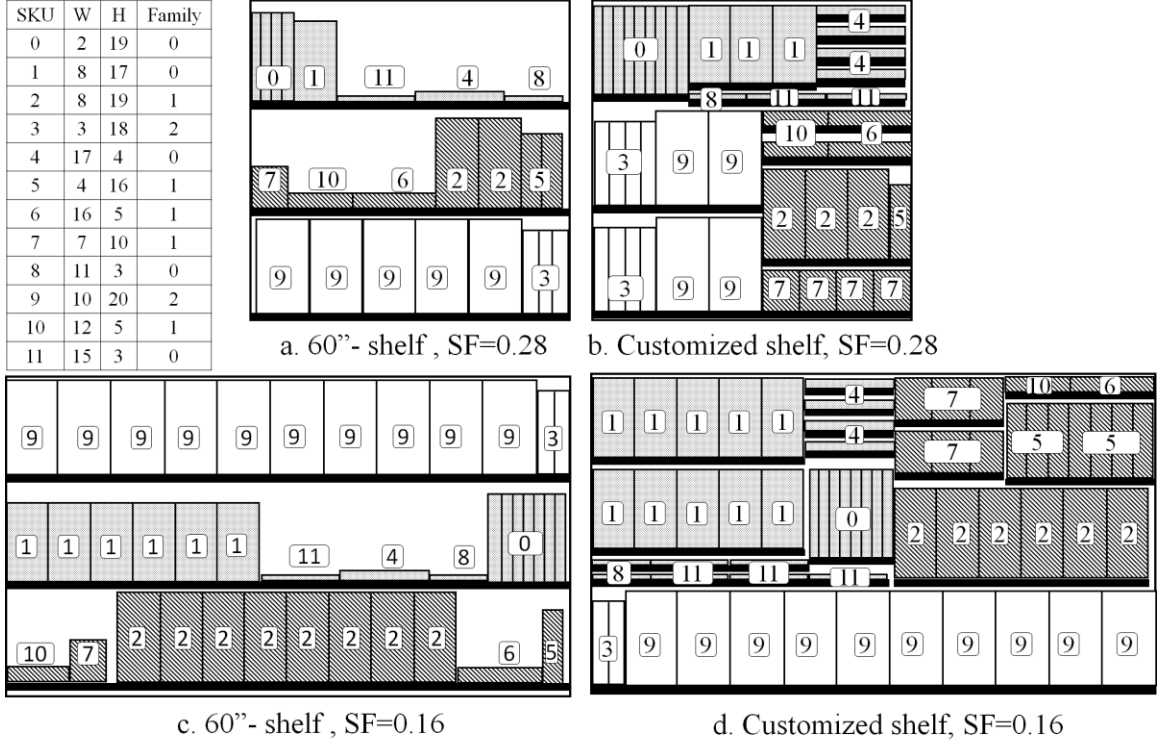 SKU W H Family
0 2 19 0
1 8 17 0
2 8 19 1
3 3 18 2
4 17 4 0
5 4 16 1
6 16 5 1
7 7 10 1
8 11 3 0
9 10 20 2
10 12 5 1
11 15 3 0
0 1 11 4 8
7 10 6 2 2 5
9 9 9 9 9 3
a. 60”- shelf , SF=0.28
0 1 1 1 4
4
8 11 11
3 9 9 10 6
2 2 2 5
3 9 9 7 7 7 7
b. Customized shelf, SF=0.28
9 9 9 9 9 9 9 9 9 9 3
1 1 1 1 1 1 11 4 8 0
10 7 2 2 2 2 2 2 2 2 6 5
c. 60”- shelf , SF=0.16
1 1 1 1 1 4 7 10 6
4 7 5 5
1 1 1 1 1 0 2 2 2 2 2 2
8 11 11 11
3 9 9 9 9 9 9 9 9 9 9
d. Customized shelf, SF=0.16